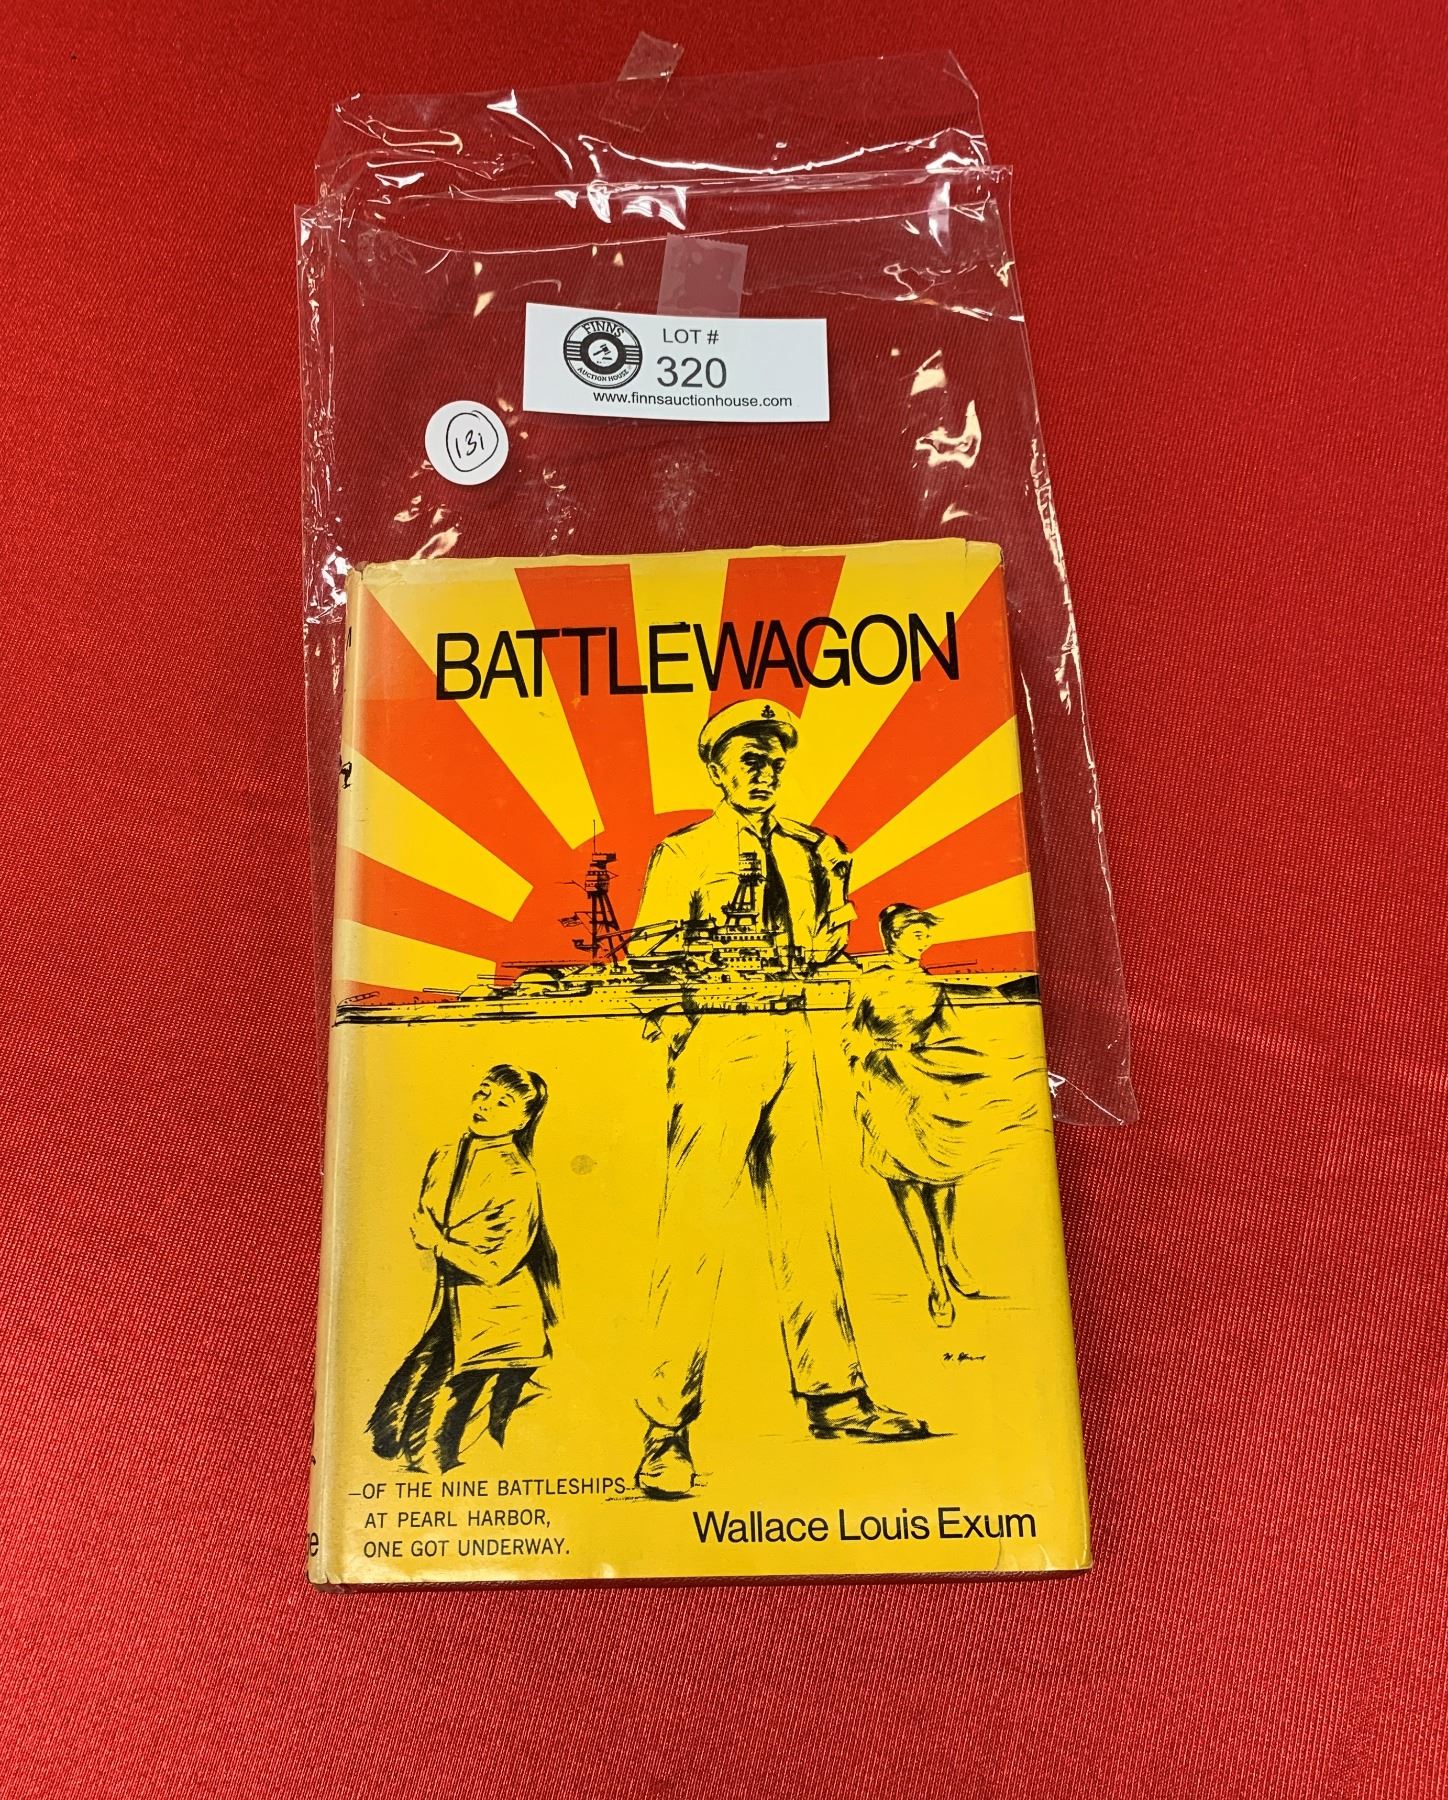 FINNS
AUCTION HOUSE
LOT #
320
www.finnsauctionhouse.com
13i
BATTLEWAGON
—OF THE NINE BATTLESHIPS
AT PEARL HARBOR,
ONE GOT UNDERWAY.
Wallace Louis Exum